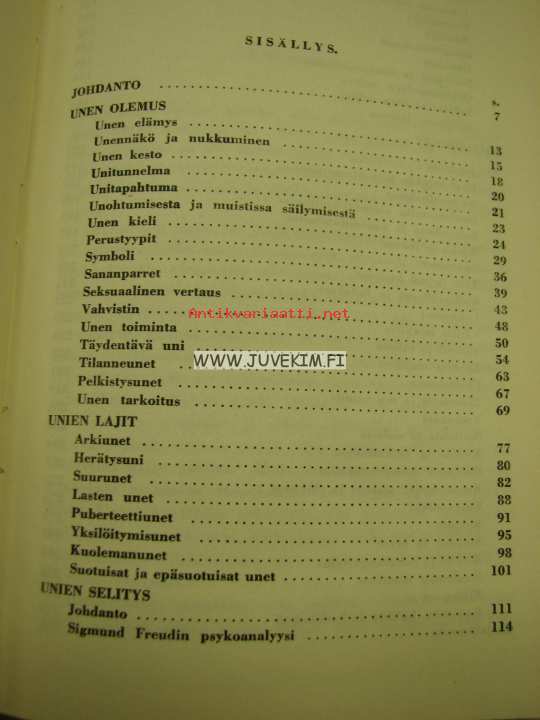 SISÄLLYS.
s.
JOHDANTO 7
UNEN OLEMUS
Unen elämys 13
Unennäkö ja nukkuminen 15
Unen kesto 18
Unitunnelma 20
Unitapahtuma 21
Unohtumisesta ja muistissa säilymisestä 23
Unen kieli 24
Perustyypit 29
Symboli 36
Sananparret 39
Seksuaalinen vertaus 43
Vahvistin 48
Antikvariaatti.net
Unen toiminta 50
Täydentävä uni 54
WWW.JUVEKIM.FI
Tilanneunet 63
Pelkistysunet 67
Unen tarkoitus 69
UNIEN LAJIT
Arkiunet 77
Herätysuni 80
Suurunet 82
Lasten unet 88
Puberteettiunet 91
Yksilöitymisunet 95
Kuolemanunet 98
Suotuisat ja epäsuotuisat unet 101
UNIEN SELITYS
Johdanto 111
Sigmund Freudin psykoanalyysi 114